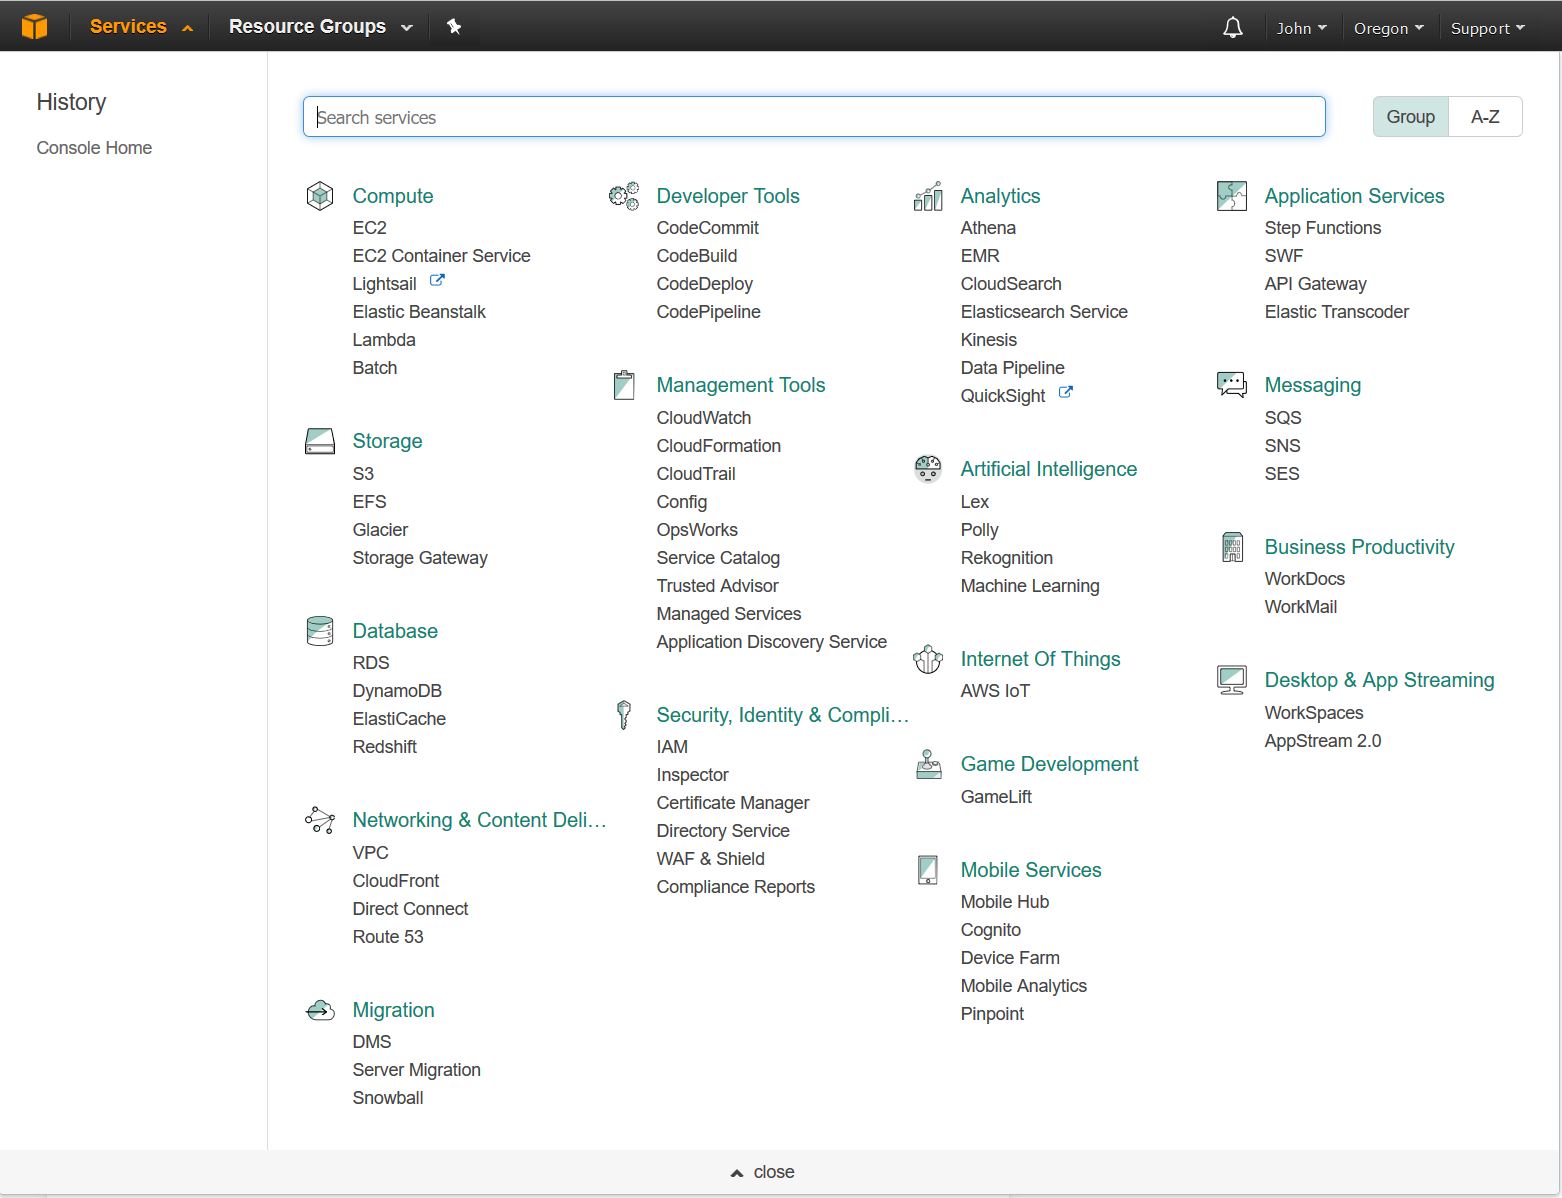 Services
Resource Groups
John
Oregon
Support
History
Console Home
Search services
Group
A-Z
Compute
EC2
EC2 Container Service
Lightsail
Elastic Beanstalk
Lambda
Batch
Storage
S3
EFS
Glacier
Storage Gateway
Database
RDS
DynamoDB
ElastiCache
Redshift
Networking & Content Deli…
VPC
CloudFront
Direct Connect
Route 53
Migration
DMS
Server Migration
Snowball
Developer Tools
CodeCommit
CodeBuild
CodeDeploy
CodePipeline
Management Tools
CloudWatch
CloudFormation
CloudTrail
Config
OpsWorks
Service Catalog
Trusted Advisor
Managed Services
Application Discovery Service
Security, Identity & Compli…
IAM
Inspector
Certificate Manager
Directory Service
WAF & Shield
Compliance Reports
Analytics
Athena
EMR
CloudSearch
Elasticsearch Service
Kinesis
Data Pipeline
QuickSight
Artificial Intelligence
Lex
Polly
Rekognition
Machine Learning
Internet Of Things
AWS IoT
Game Development
GameLift
Mobile Services
Mobile Hub
Cognito
Device Farm
Mobile Analytics
Pinpoint
Application Services
Step Functions
SWF
API Gateway
Elastic Transcoder
Messaging
SQS
SNS
SES
Business Productivity
WorkDocs
WorkMail
Desktop & App Streaming
WorkSpaces
AppStream 2.0
close